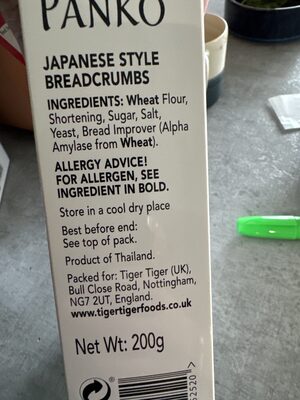 PANKO
JAPANESE STYLE
BREADCRUMBS
INGREDIENTS: Wheat Flour,
Shortening, Sugar, Salt,
Yeast, Bread Improver (Alpha
Amylase from Wheat).
ALLERGY ADVICE!
FOR ALLERGEN, SEE
INGREDIENT IN BOLD.
Store in a cool dry place
Best before end:
See top of pack.
Product of Thailand.
Packed for: Tiger Tiger (UK),
Bull Close Road, Nottingham,
NG7 2UT, England.
www.tigertigerfoods.co.uk
Net Wt: 200g
52520